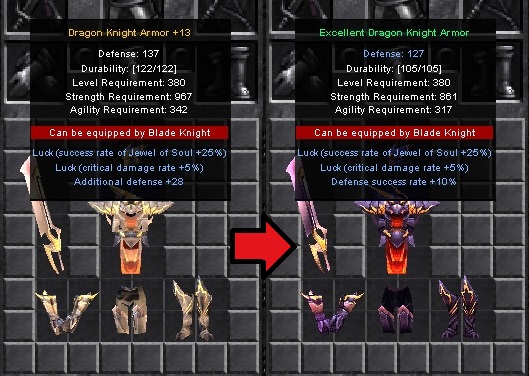 Dragon Knight Armor +13
Defense: 137
Durability: [122/122]
Level Requirement: 380
Strength Requirement: 967
Agility Requirement: 342
Can be equipped by Blade Knight
Luck(success rate of Jewel of Soul +25%)
Luck(critical damage rate +5%)
Additional defense +28
Excellent Dragon Knight Armor
Defense: 127
Durability: [105/105]
Level Requirement: 380
Strength Requirement: 861
Agility Requirement: 317
Can be equipped by Blade Knight
Luck(success rate of Jewel of Soul +25%)
Luck(critical damage rate +5%)
Defense success rate +10%